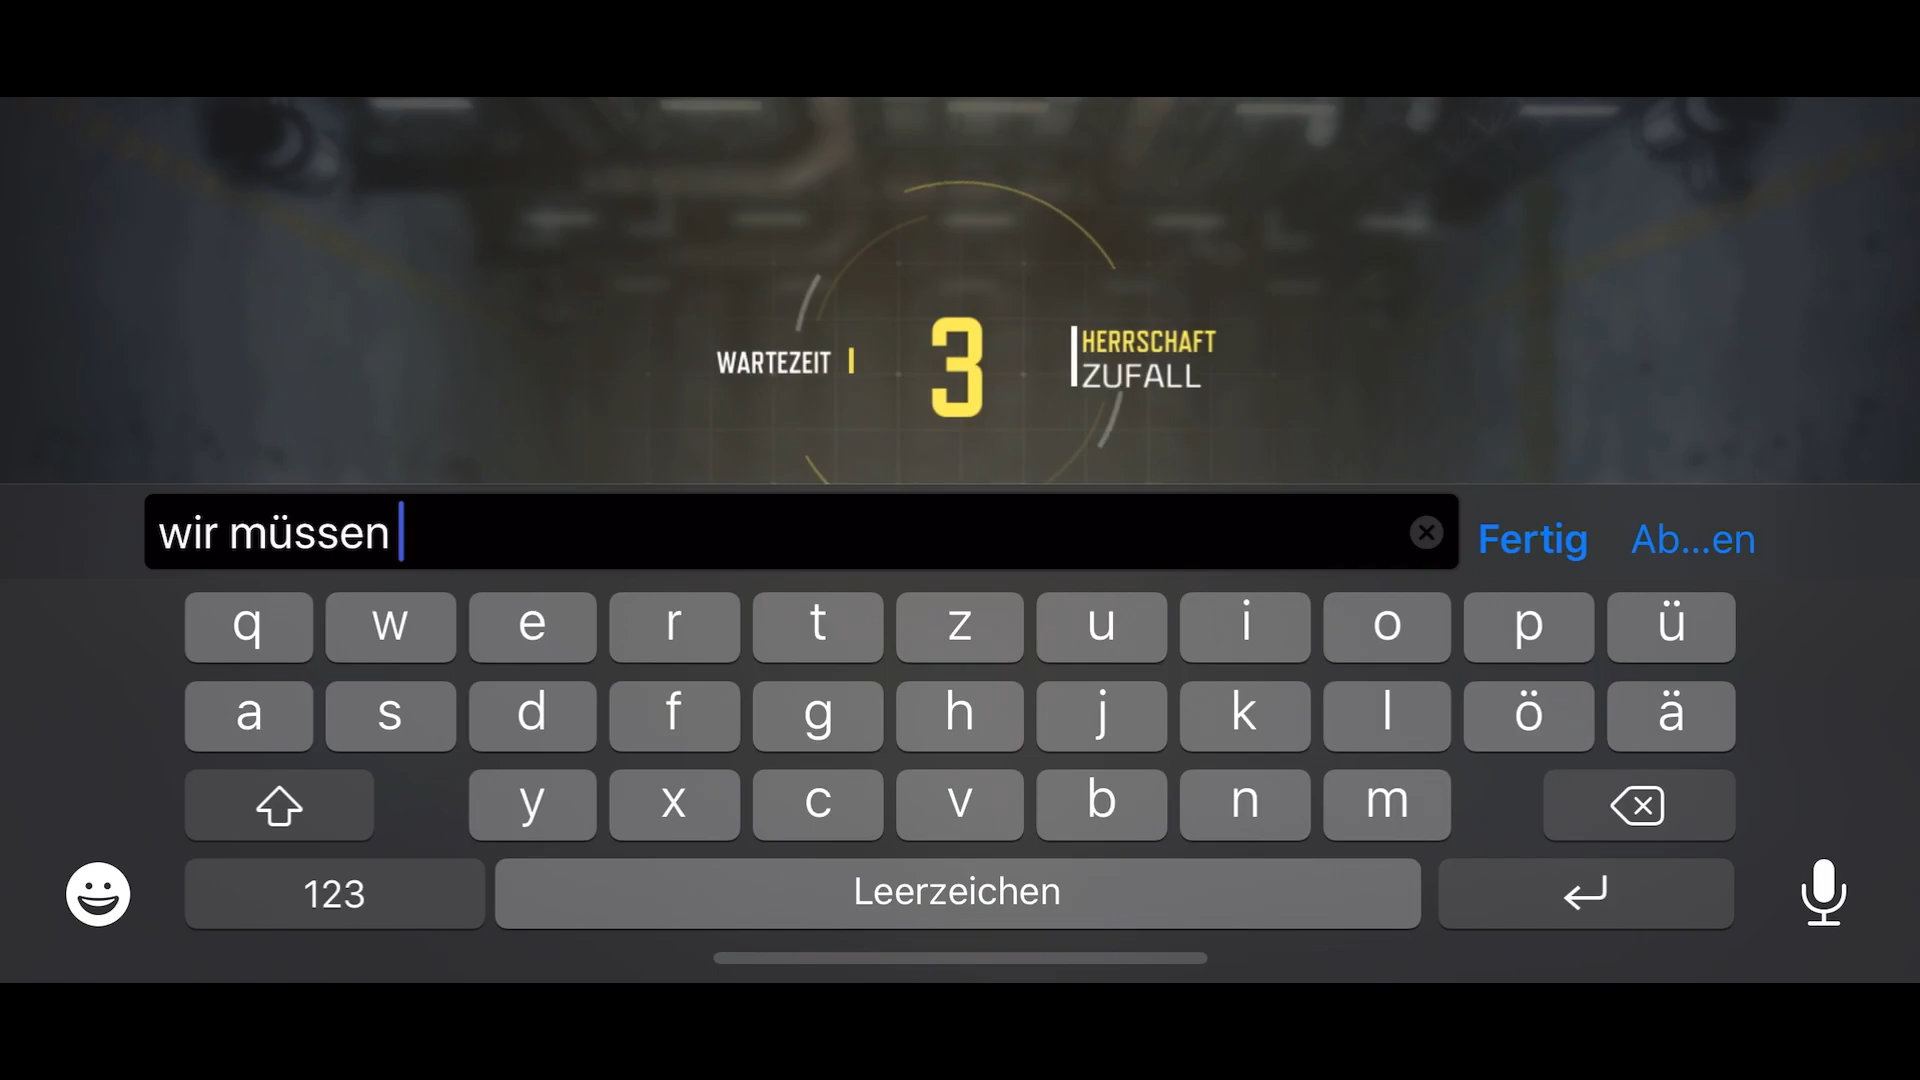 WARTEZEIT
3
HERRSCHAFT
ZUFALL
wir müssen
Fertig Ab...en
q w e r t z u i o p ü
a s d f g h j k l ö ä
y x c v b n m
123 Leerzeichen